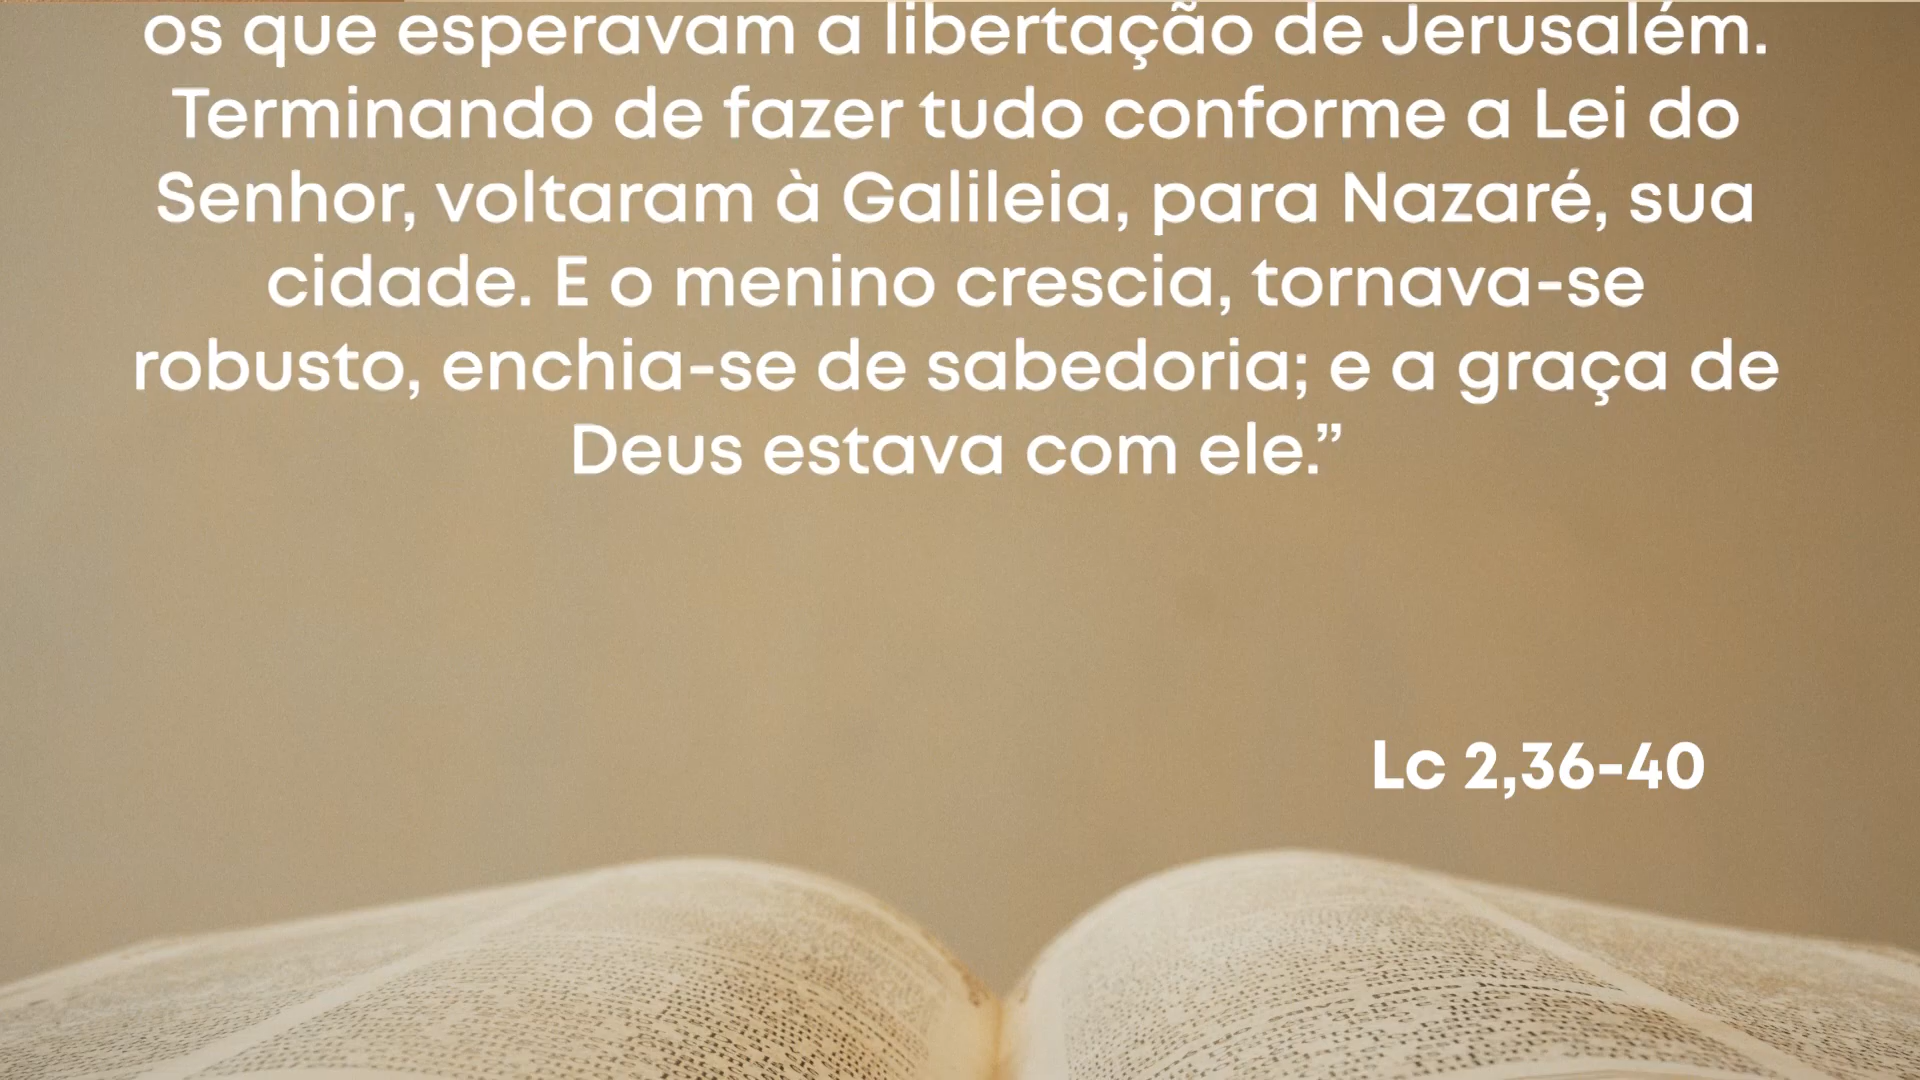 os que esperavam a libertação de Jerusalém.
Terminando de fazer tudo conforme a Lei do
Senhor, voltaram à Galileia, para Nazaré, sua
cidade. E o menino crescia, tornava-se
robusto, enchia-se de sabedoria; e a graça de
Deus estava com ele.”
Lc 2,36-40